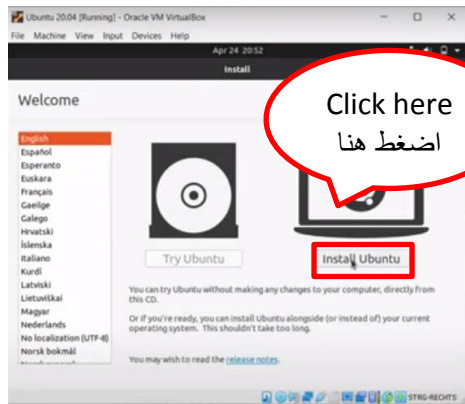 Ubuntu 20.04 [Running] - Oracle VM VirtualBox
File Machine View Input Devices Help
Apr 24 20:52
Install
Welcome
Click here
اضغط هنا
English
Español
Esperanto
Euskara
Français
Gaeilge
Galego
Hrvatski
Íslenska
Italiano
Kurdî
Latviski
Lietuviškai
Magyar
Nederlands
No localization (UTF-8)
Norsk bokmål
Try Ubuntu
Install Ubuntu
You can try Ubuntu without making any changes to your computer, directly from
this CD.
Or if you're ready, you can install Ubuntu alongside (or instead of) your current
operating system. This shouldn't take too long.
You may wish to read the release notes.
STRG-RECHTS